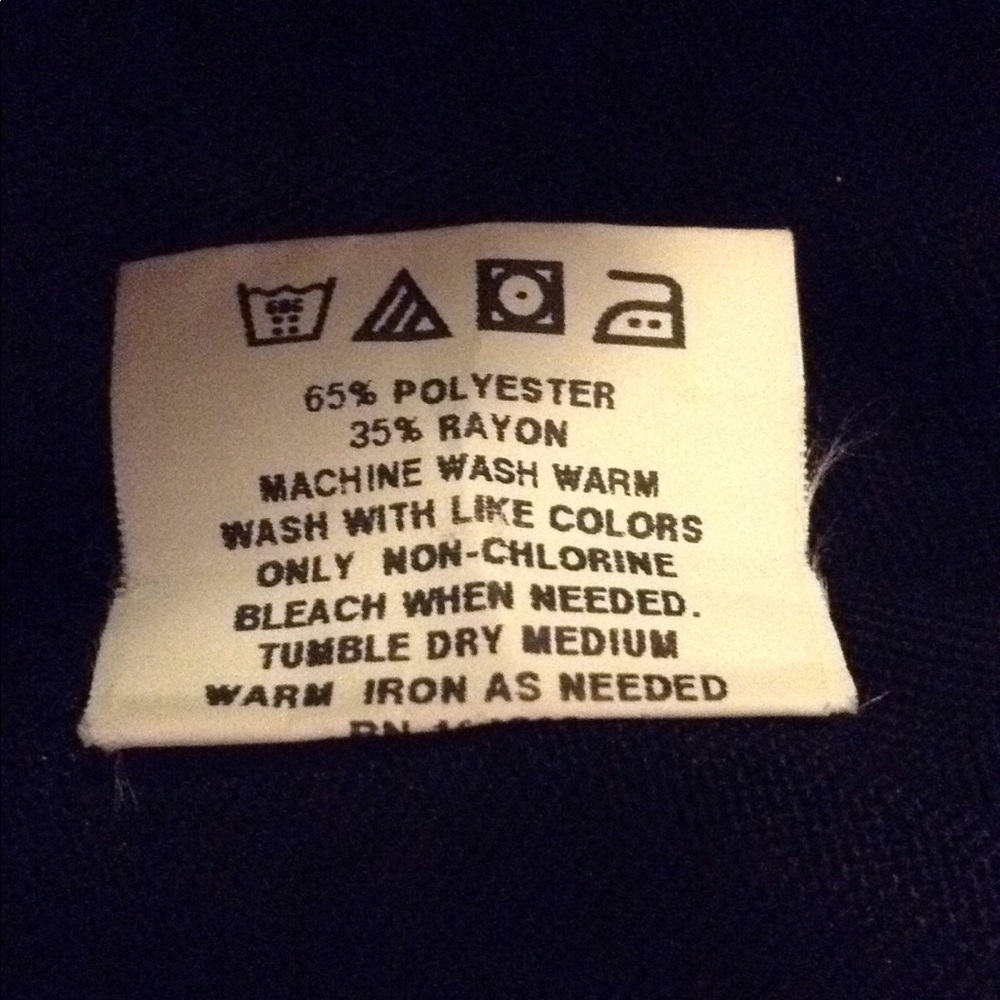 65% POLYESTER
35% RAYON
MACHINE WASH WARM
WASH WITH LIKE COLORS
ONLY NON-CHLORINE
BLEACH WHEN NEEDED.
TUMBLE DRY MEDIUM
WARM IRON AS NEEDED
RN